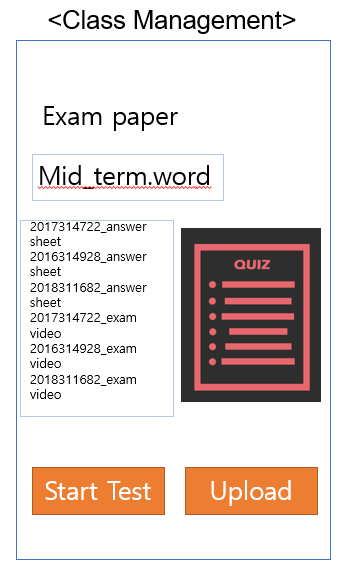 <Class Management>
Exam paper
Mid_term.word
2017314722_answer
sheet
2016314928_answer
sheet
2018311682_answer
sheet
2017314722_exam
video
2016314928_exam
video
2018311682_exam
video
QUIZ
Start Test
Upload